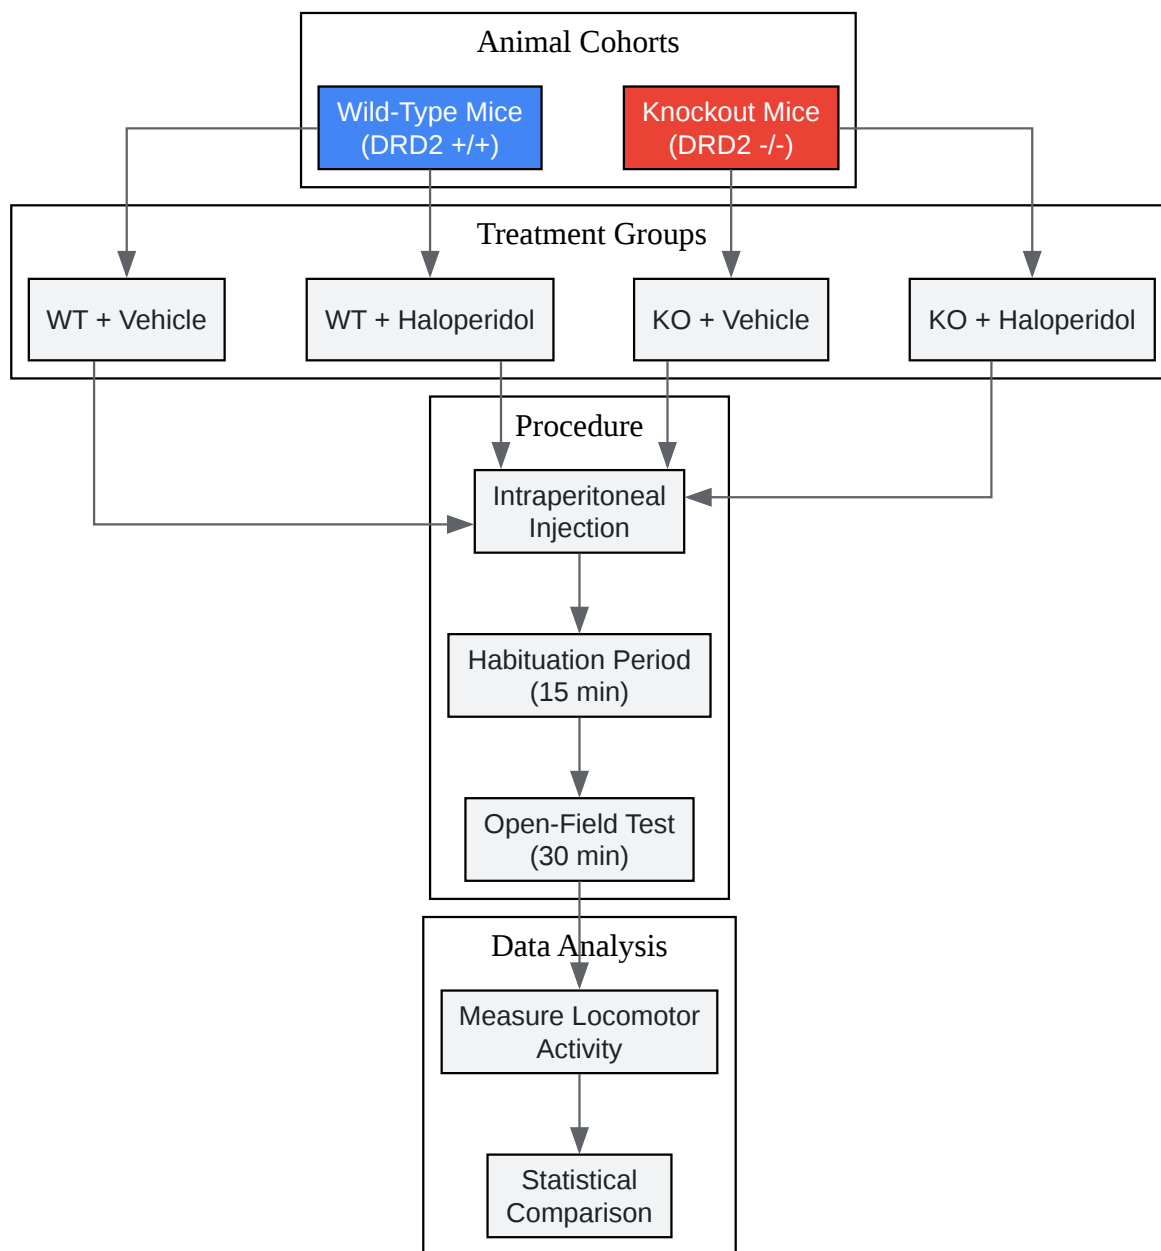 Animal Cohorts
Wild-Type Mice
(DRD2 +/+)
Knockout Mice
(DRD2 -/-)
Treatment Groups
WT + Vehicle
WT + Haloperidol
KO + Vehicle
KO + Haloperidol
Procedure
Intraperitoneal
Injection
Habituation Period
(15 min)
Open-Field Test
(30 min)
Data Analysis
Measure Locomotor
Activity
Statistical
Comparison